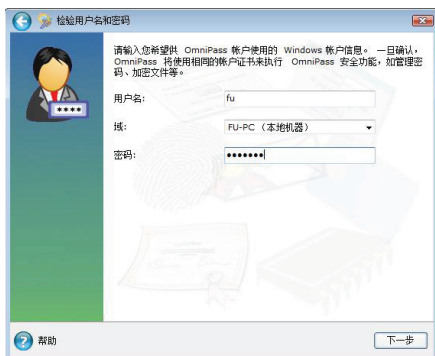 检验用户名和密码
请输入您希望供 OmniPass 帐户使用的 Windows 帐户信息。 一旦确认，
OmniPass 将使用相同的帐户证书来执行 OmniPass 安全功能，如管理密
码、加密文件等。
用户名： fu
域： FU-PC （本地机器）
密码： •••••••
****
帮助 下一步